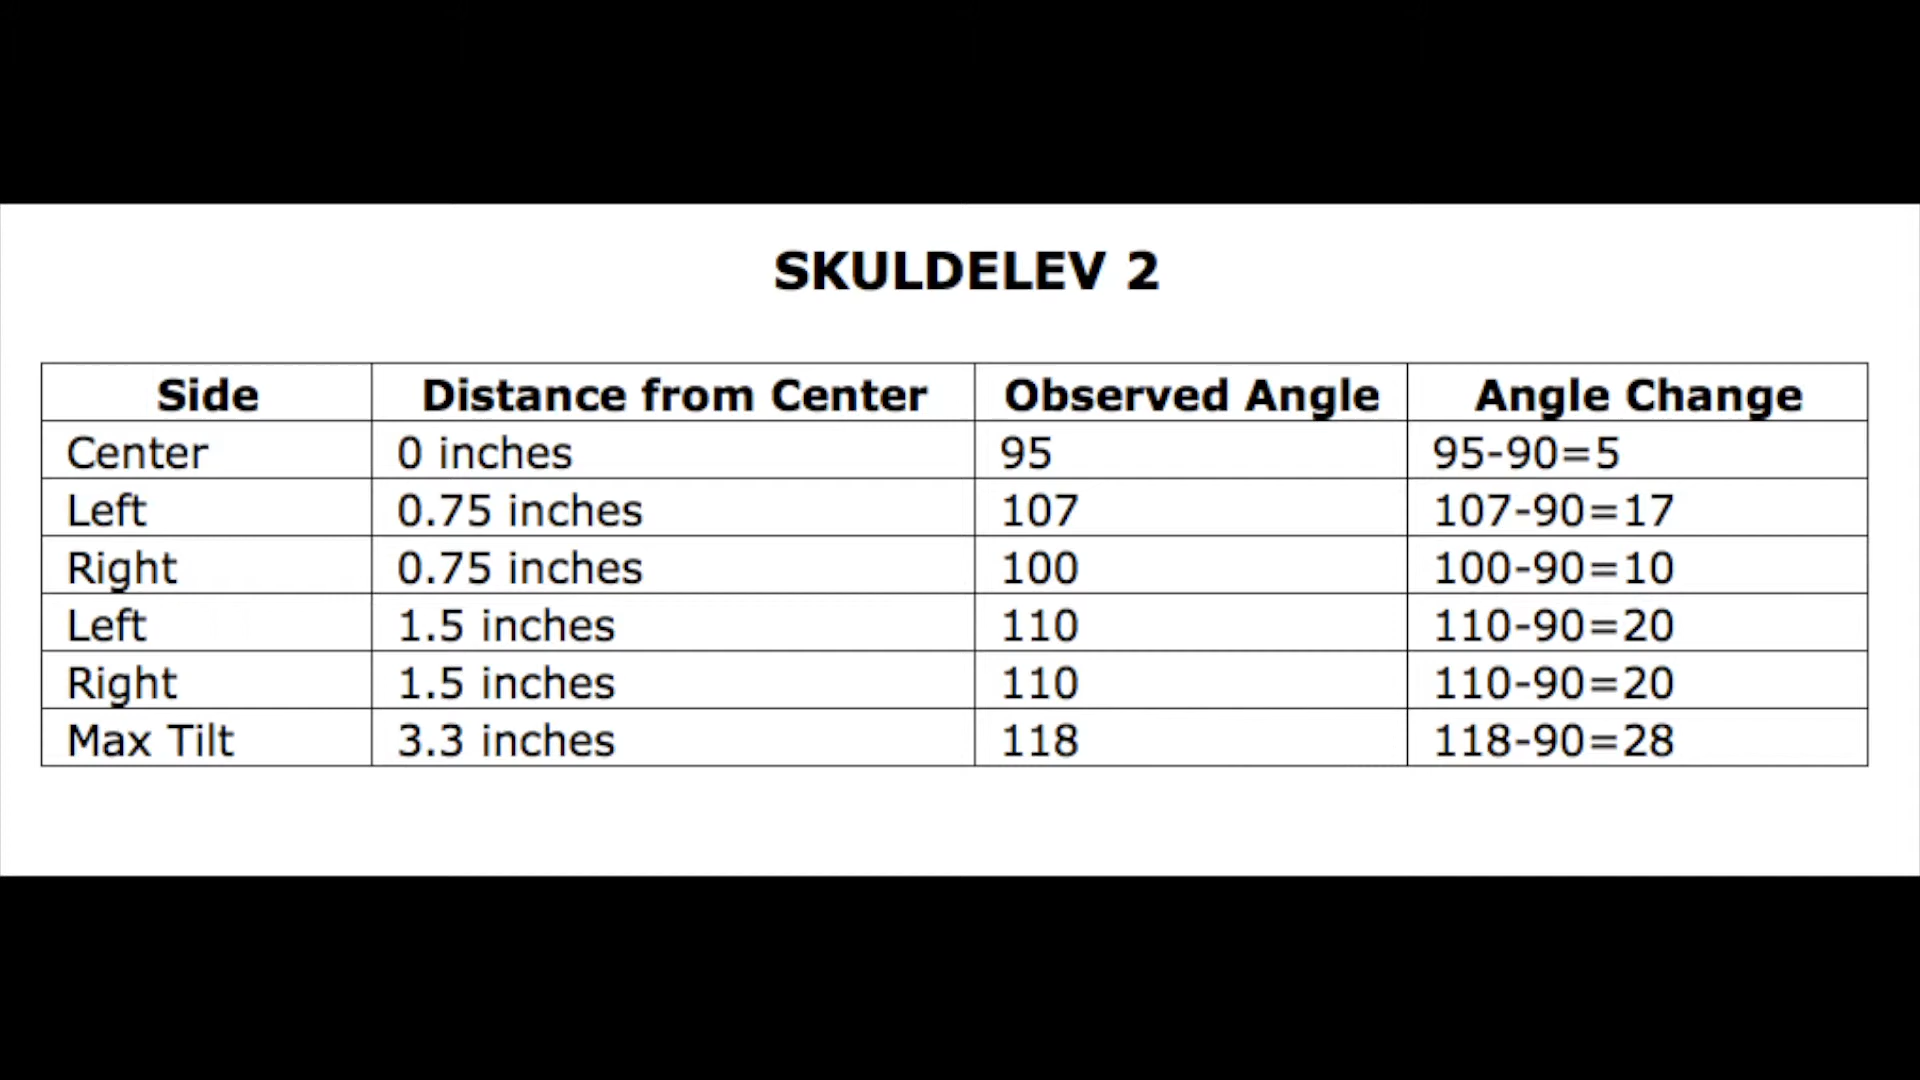 SKULDELEV 2
Side Distance from Center Observed Angle Angle Change
Center 0 inches 95 95-90=5
Left 0.75 inches 107 107-90=17
Right 0.75 inches 100 100-90=10
Left 1.5 inches 110 110-90=20
Right 1.5 inches 110 110-90=20
Max Tilt 3.3 inches 118 118-90=28